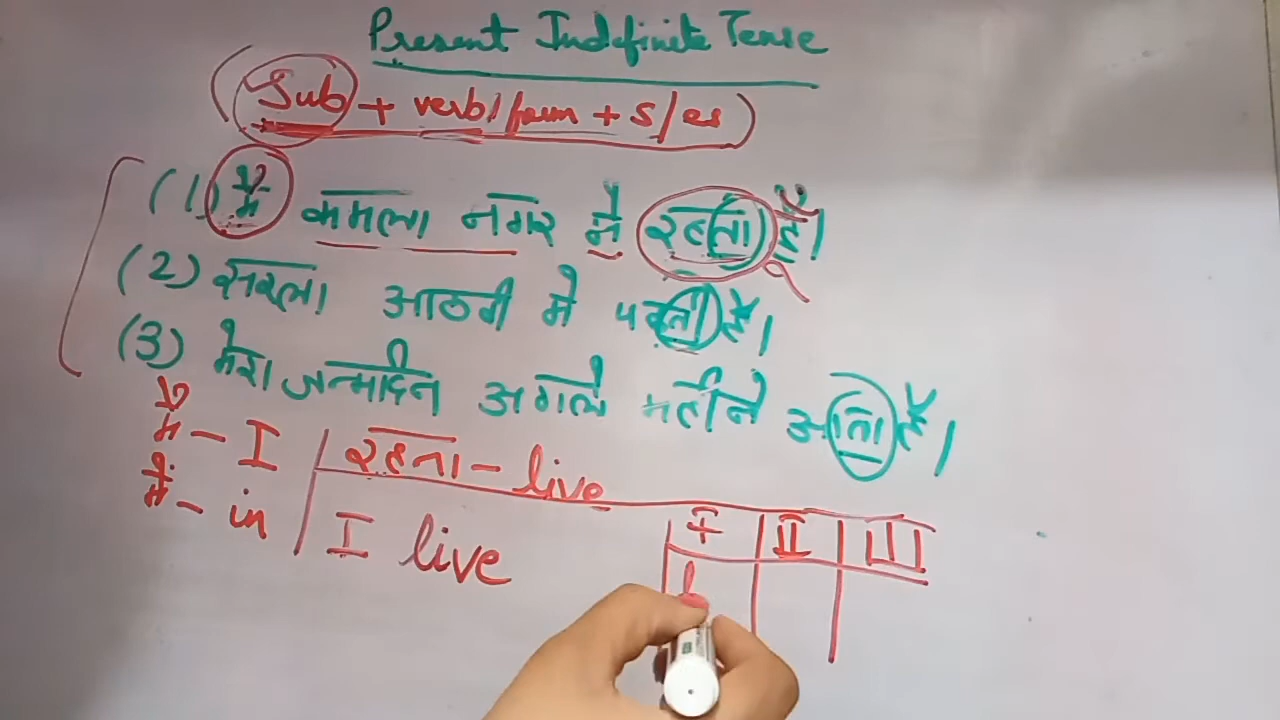 Present Indefinite Tense
(Sub + verb I form + s/es)
(1) मैं कमला नगर में रहता हूँ।
(2) सरला आठवीं में पढ़ती है।
(3) मेरा जन्मदिन अगले महीने आता है।
मैं - I
में - in
रहना - live
I live
I II III
l